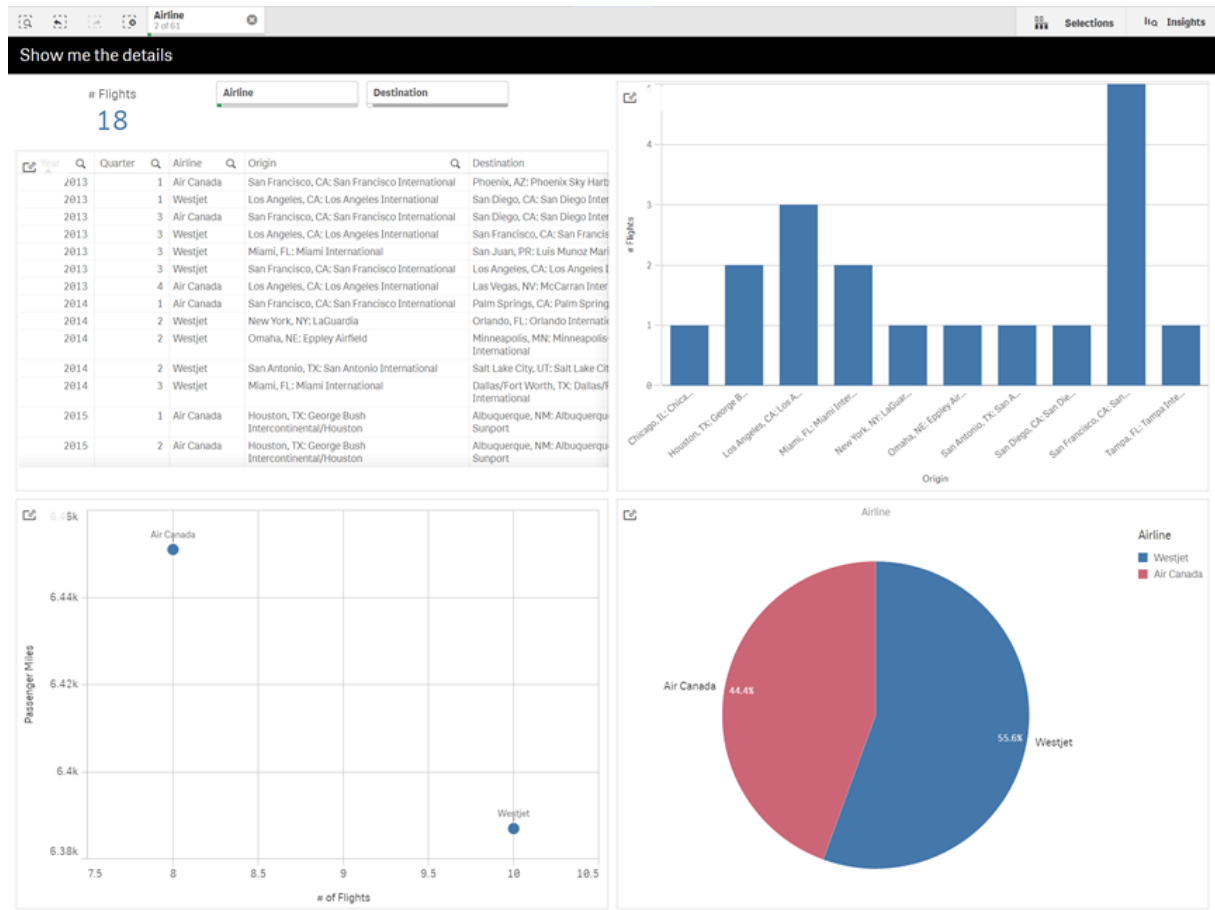 Airline
2 of 61
Selections
Insights
Show me the details
# Flights
18
Airline
Destination
Year Quarter Airline Origin Destination
2013 1 Air Canada San Francisco, CA: San Francisco International Phoenix, AZ: Phoenix Sky Harb
2013 1 Westjet Los Angeles, CA: Los Angeles International San Diego, CA: San Diego Inter
2013 3 Air Canada San Francisco, CA: San Francisco International San Diego, CA: San Diego Inter
2013 3 Westjet Los Angeles, CA: Los Angeles International San Francisco, CA: San Francis
2013 3 Westjet Miami, FL: Miami International San Juan, PR: Luis Munoz Mari
2013 3 Westjet San Francisco, CA: San Francisco International Los Angeles, CA: Los Angeles I
2013 4 Air Canada Los Angeles, CA: Los Angeles International Las Vegas, NV: McCarran Inter
2014 1 Air Canada San Francisco, CA: San Francisco International Palm Springs, CA: Palm Spring
2014 2 Westjet New York, NY: LaGuardia Orlando, FL: Orlando Internati
2014 2 Westjet Omaha, NE: Eppley Airfield Minneapolis, MN: Minneapolis-
International
2014 2 Westjet San Antonio, TX: San Antonio International Salt Lake City, UT: Salt Lake Cit
2014 3 Westjet Miami, FL: Miami International Dallas/Fort Worth, TX: Dallas/F
International
2015 1 Air Canada Houston, TX: George Bush Albuquerque, NM: Albuquerqu
Intercontinental/Houston Sunport
2015 2 Air Canada Houston, TX: George Bush Albuquerque, NM: Albuquerqu
Intercontinental/Houston Sunport
5
4
3
2
1
0
# Flights
Chicago, IL: Chica...
Houston, TX: George B...
Los Angeles, CA: Los A...
Miami, FL: Miami Inter...
New York, NY: LaGuar...
Omaha, NE: Eppley Air...
San Antonio, TX: San A...
San Diego, CA: San Die...
San Francisco, CA: San...
Tampa, FL: Tampa Inte...
Origin
6.46k
6.44k
6.42k
6.4k
6.38k
Passenger Miles
Air Canada
Westjet
7.5 8 8.5 9 9.5 10 10.5
# of Flights
Airline
Airline
Westjet
Air Canada
Air Canada
44.4%
55.6%
Westjet